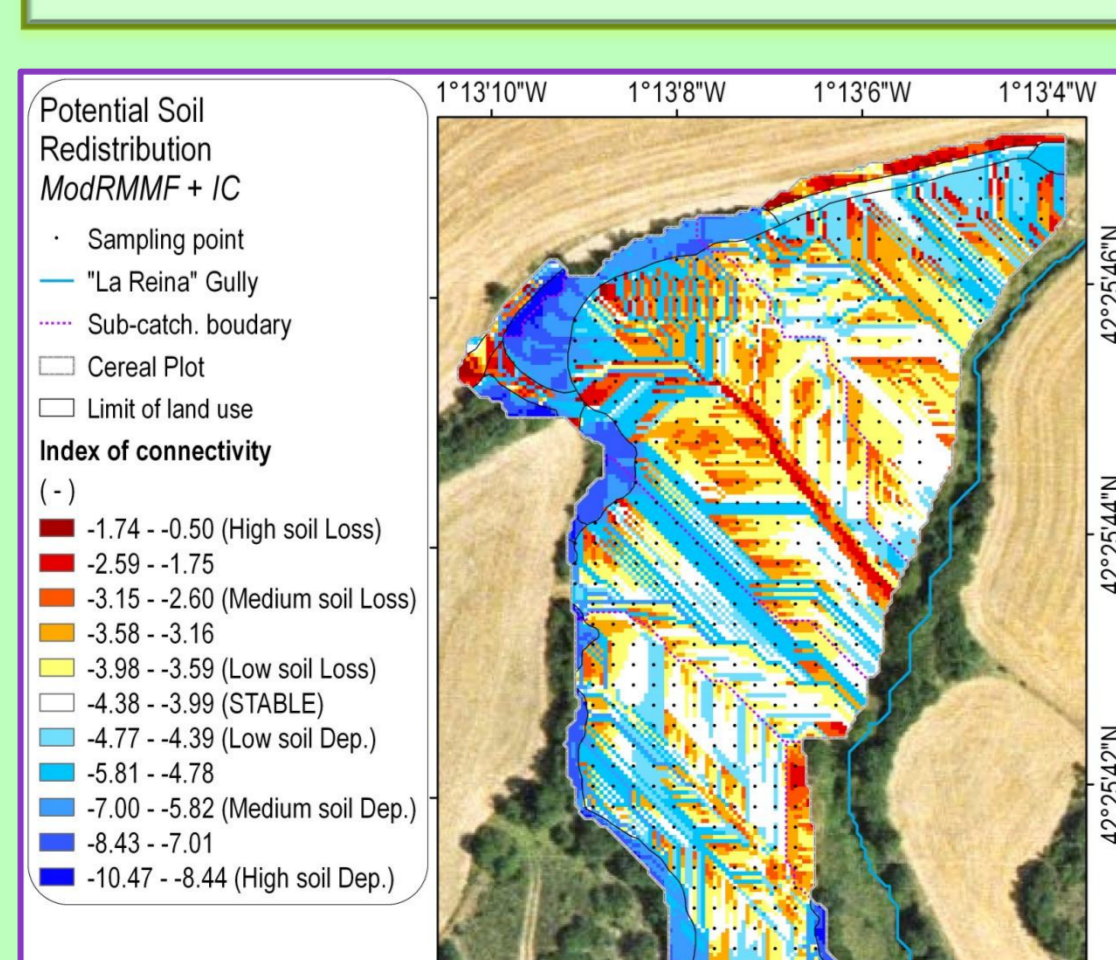 Potential Soil
Redistribution
ModRMMF + IC
Sampling point
"La Reina" Gully
Sub-catch. boudary
Cereal Plot
Limit of land use
Index of connectivity
( - )
-1.74 - -0.50 (High soil Loss)
-2.59 - -1.75
-3.15 - -2.60 (Medium soil Loss)
-3.58 - -3.16
-3.98 - -3.59 (Low soil Loss)
-4.38 - -3.99 (STABLE)
-4.77 - -4.39 (Low soil Dep.)
-5.81 - -4.78
-7.00 - -5.82 (Medium soil Dep.)
-8.43 - -7.01
-10.47 - -8.44 (High soil Dep.)
1°13'10"W 1°13'8"W 1°13'6"W 1°13'4"W
42°25'46"N
42°25'44"N
42°25'42"N